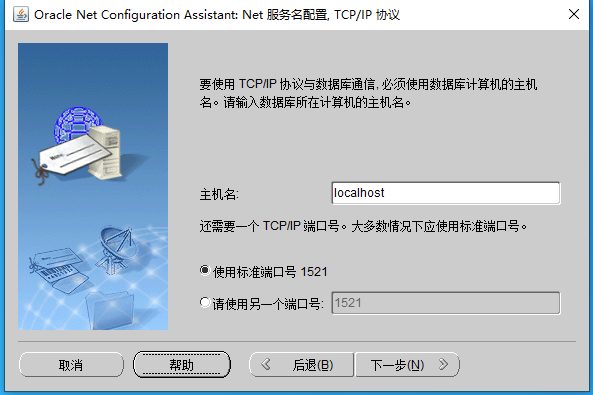 Oracle Net Configuration Assistant: Net 服务名配置, TCP/IP 协议
要使用 TCP/IP 协议与数据库通信, 必须使用数据库计算机的主机
名。请输入数据库所在计算机的主机名。
主机名: localhost
还需要一个 TCP/IP 端口号。大多数情况下应使用标准端口号。
使用标准端口号 1521
请使用另一个端口号: 1521
取消 帮助 后退(B) 下一步(N)